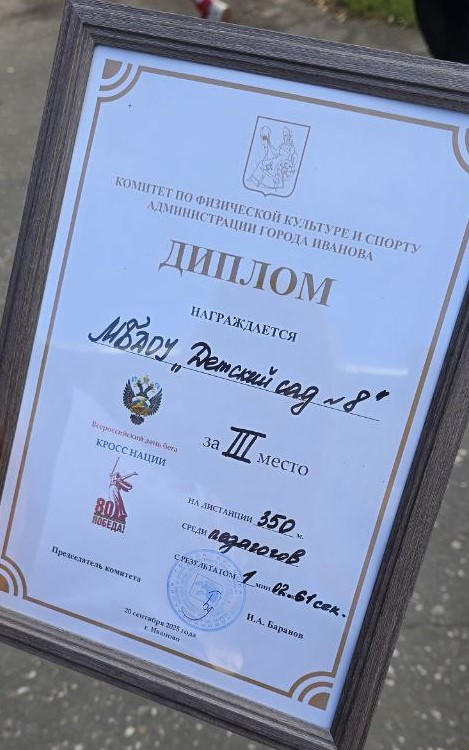 КОМИТЕТ ПО ФИЗИЧЕСКОЙ КУЛЬТУРЕ И СПОРТУ
АДМИНИСТРАЦИИ ГОРОДА ИВАНОВА
ДИПЛОМ
НАГРАЖДАЕТСЯ
МБДОУ „Детский сад №8"
за III место
Всероссийский день бега
КРОСС НАЦИИ
80
ПОБЕДА!
НА ДИСТАНЦИИ 350 м.
СРЕДИ педагогов
С РЕЗУЛЬТАТОМ 1 мин 02.61 сек.
Председатель комитета
И.А. Баранов
20 сентября 2025 года
г. Иваново